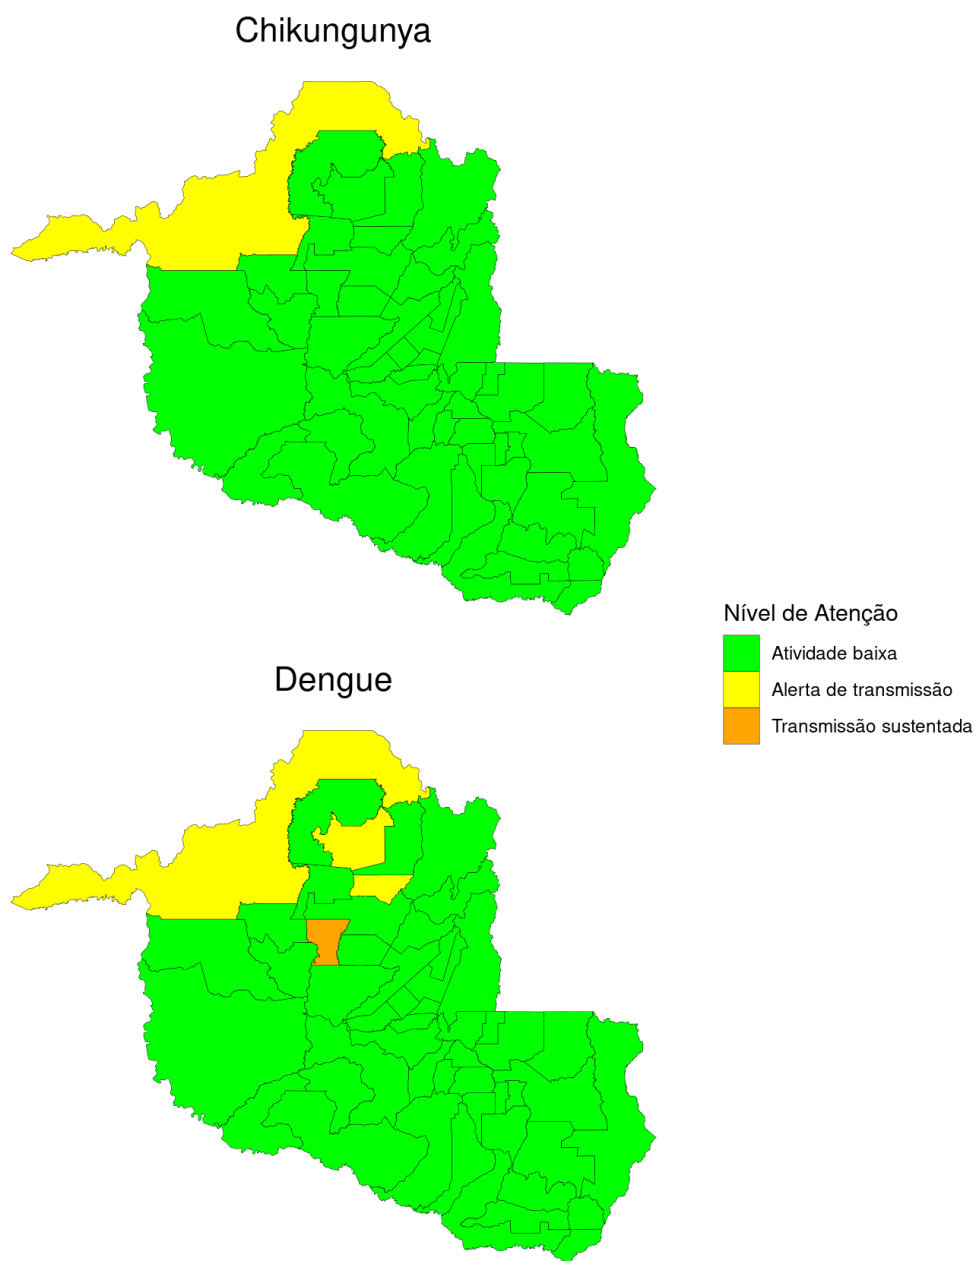 Chikungunya
Nível de Atenção
Atividade baixa
Alerta de transmissão
Transmissão sustentada
Dengue